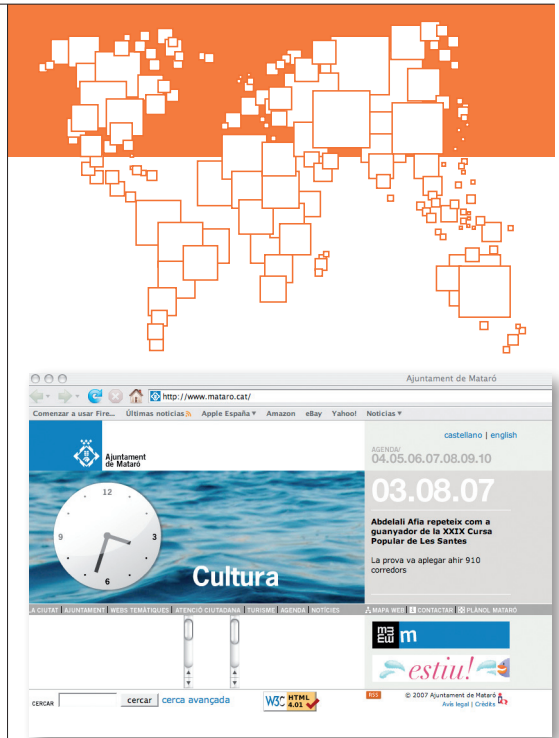 Ajuntament de Mataró
http://www.mataro.cat/
Comenzar a usar Fire... Últimas noticias Apple España Amazon eBay Yahoo! Noticias
castellano | english
Ajuntament
de Mataró
AGENDA/
04.05.06.07.08.09.10
03.08.07
12
9
3
6
Abdelali Afia repeteix com a
guanyador de la XXIX Cursa
Popular de Les Santes
La prova va aplegar ahir 910
corredors
Cultura
LA CIUTAT | AJUNTAMENT | WEBS TEMÀTIQUES | ATENCIÓ CIUTADANA | TURISME | AGENDA | NOTÍCIES
MAPA WEB | CONTACTAR | PLÀNOL MATARÓ
m
estiu!
CERCAR
cercar
cerca avançada
W3C HTML
4.01
RSS
© 2007 Ajuntament de Mataró
Avís legal | Crèdits